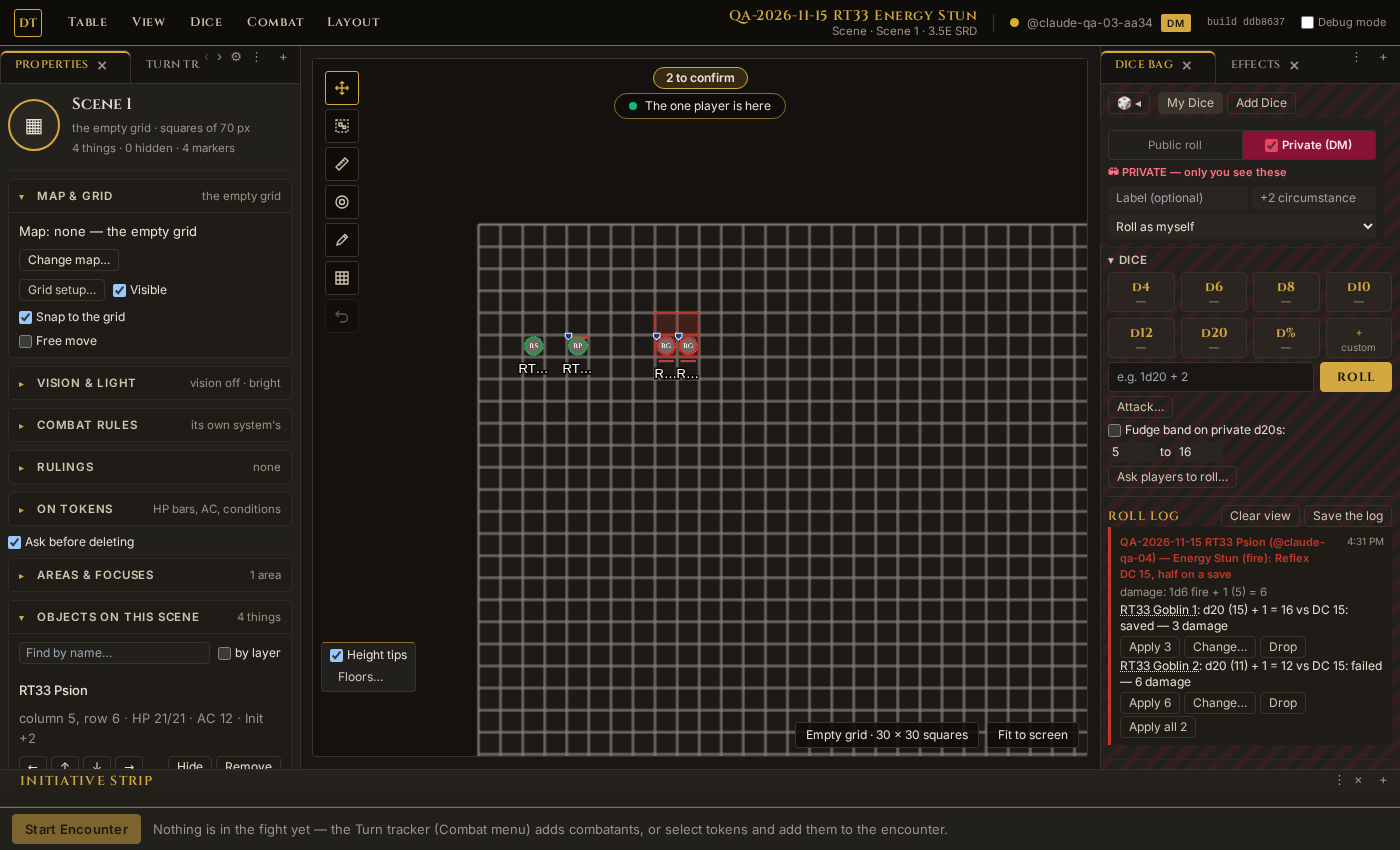 DT
TABLE
VIEW
DICE
COMBAT
LAYOUT
QA-2026-11-15 RT33 ENERGY STUN
Scene · Scene 1 · 3.5E SRD
@claude-qa-03-aa34
DM
build ddb8637
Debug mode
PROPERTIES
TURN TR
SCENE 1
the empty grid · squares of 70 px
4 things · 0 hidden · 4 markers
MAP & GRID
the empty grid
Map: none — the empty grid
Change map...
Grid setup...
Visible
Snap to the grid
Free move
VISION & LIGHT
vision off · bright
COMBAT RULES
its own system's
RULINGS
none
ON TOKENS
HP bars, AC, conditions
Ask before deleting
AREAS & FOCUSES
1 area
OBJECTS ON THIS SCENE
4 things
Find by name...
by layer
RT33 Psion
column 5, row 6 · HP 21/21 · AC 12 · Init
+2
← ↑ ↓ →
Hide
Remove
2 to confirm
The one player is here
RS
RP
RG
RG
RT...
RT...
R...
R...
Height tips
Floors...
Empty grid · 30 × 30 squares
Fit to screen
DICE BAG
EFFECTS
My Dice
Add Dice
Public roll
Private (DM)
PRIVATE — only you see these
Label (optional)
+2 circumstance
Roll as myself
DICE
D4
—
D6
—
D8
—
D10
—
D12
—
D20
—
D%
—
+
custom
e.g. 1d20 + 2
ROLL
Attack...
Fudge band on private d20s:
5 to 16
Ask players to roll...
ROLL LOG
Clear view
Save the log
QA-2026-11-15 RT33 Psion (@claude-
qa-04) — Energy Stun (fire): Reflex
DC 15, half on a save
4:31 PM
damage: 1d6 fire + 1 (5) = 6
RT33 Goblin 1: d20 (15) + 1 = 16 vs DC 15:
saved — 3 damage
Apply 3
Change...
Drop
RT33 Goblin 2: d20 (11) + 1 = 12 vs DC 15: failed
— 6 damage
Apply 6
Change...
Drop
Apply all 2
INITIATIVE STRIP
Start Encounter
Nothing is in the fight yet — the Turn tracker (Combat menu) adds combatants, or select tokens and add them to the encounter.